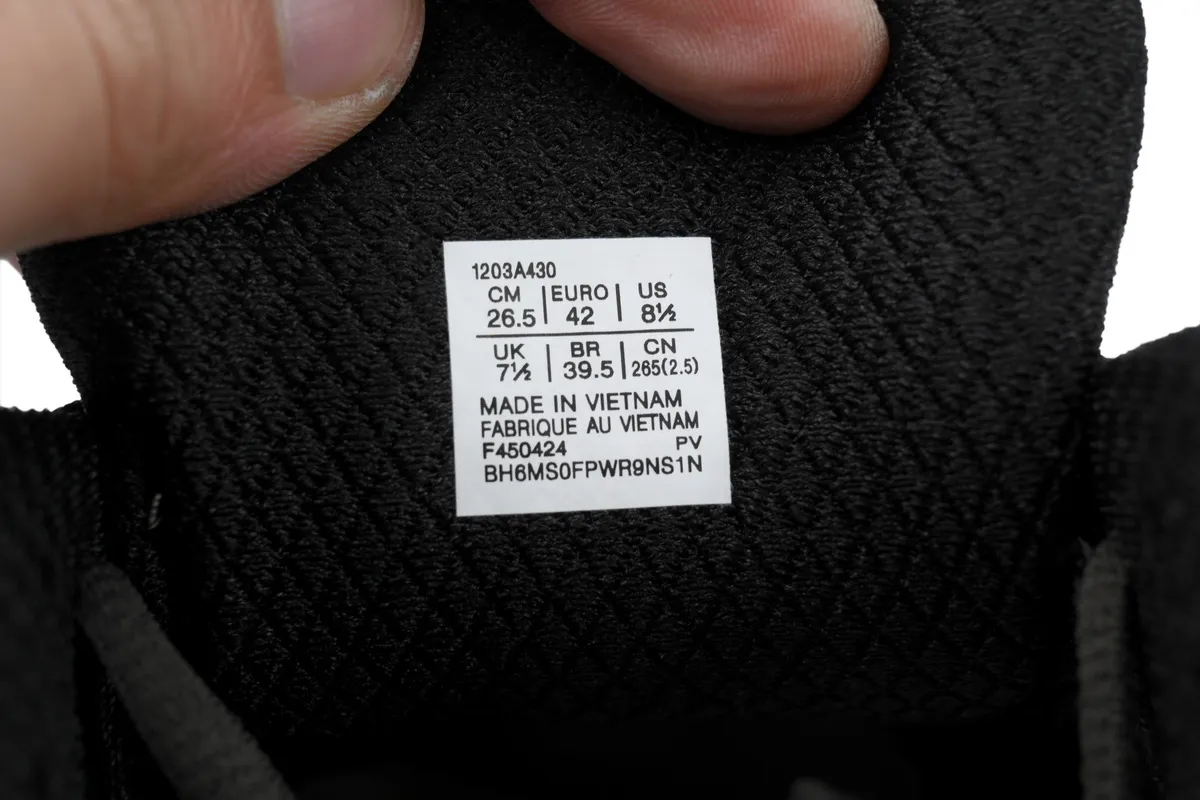 1203A430
CM | EURO | US
26.5 | 42 | 8½
UK | BR | CN
7½ | 39.5 | 265(2.5)
MADE IN VIETNAM
FABRIQUE AU VIETNAM
F450424 PV
BH6MS0FPWR9NS1N